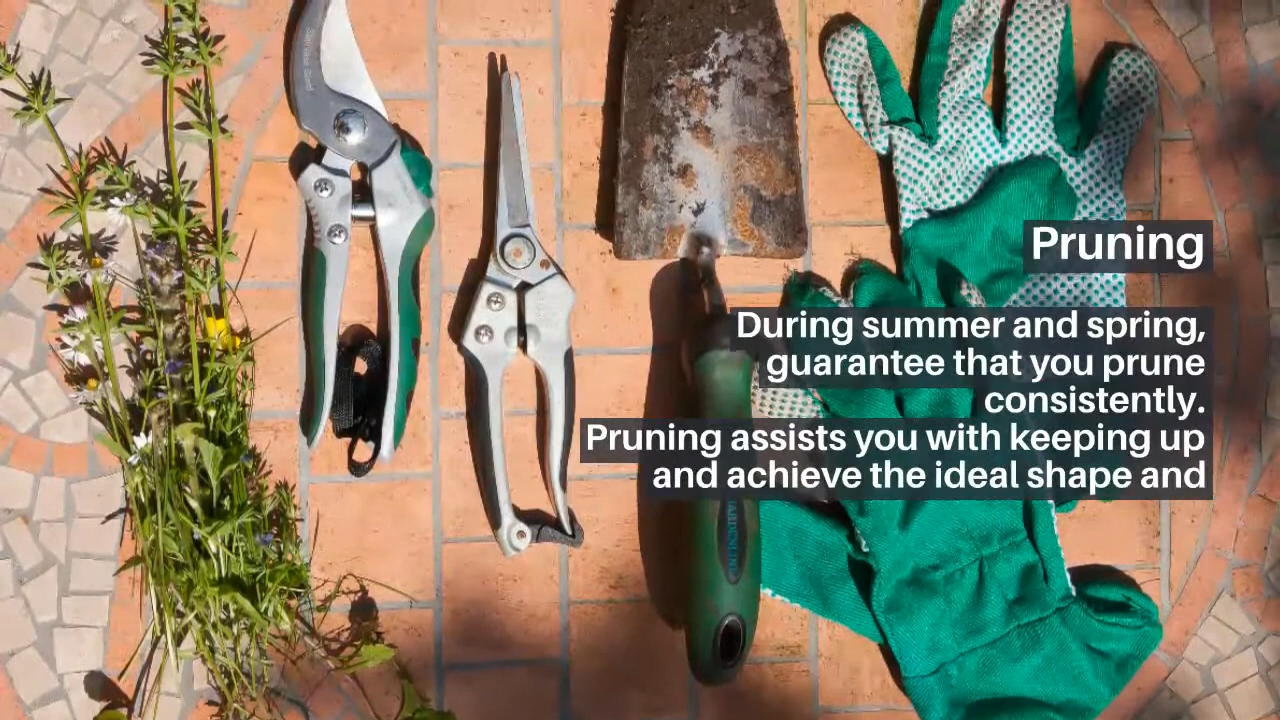 Pruning
During summer and spring,
guarantee that you prune
consistently.
Pruning assists you with keeping up
and achieve the ideal shape and